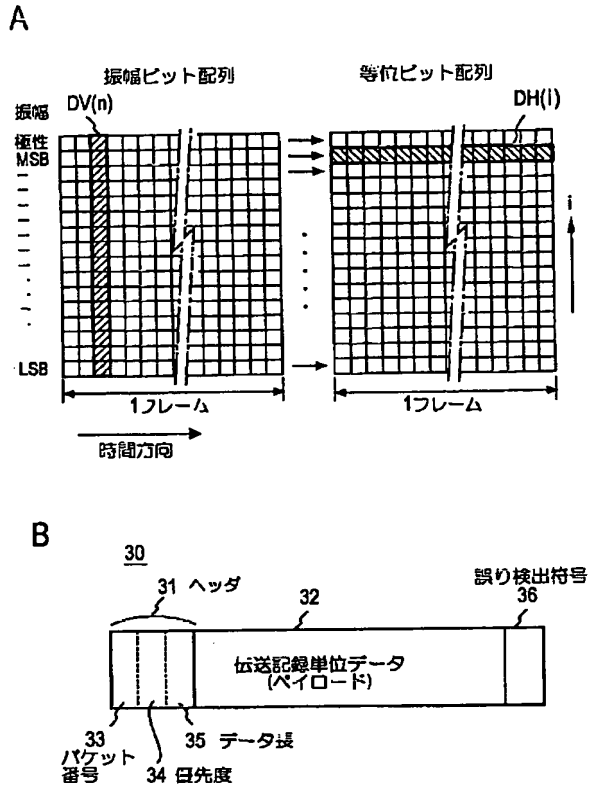 A
振幅ビット配列
等位ビット配列
振幅
DV(n)
DH(i)
極性
MSB
i
LSB
1フレーム
1フレーム
時間方向
B
30
31 ヘッダ
32
誤り検出符号
36
伝送記録単位データ
(ペイロード)
33
パケット
番号
34 優先度
35 データ長